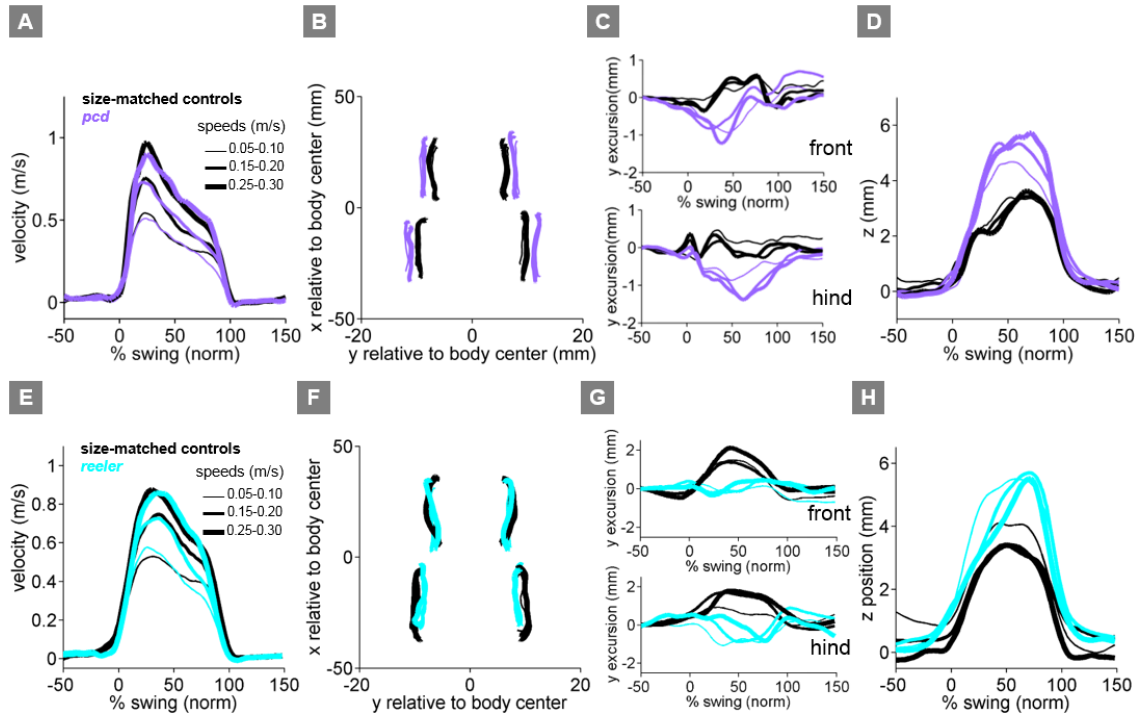 A
B
C
D
size-matched controls
pcd
speeds (m/s)
0.05-0.10
0.15-0.20
0.25-0.30
velocity (m/s)
1
0.5
0
-50 0 50 100 150
% swing (norm)
x relative to body center (mm)
50
0
-50
-20 -10 0 10 20
y relative to body center (mm)
y excursion(mm)
1
0
-1
-2
front
-50 0 50 100 150
% swing (norm)
y excursion(mm)
1
0
-1
-2
hind
-50 0 50 100 150
% swing (norm)
z (mm)
6
4
2
0
-50 0 50 100 150
% swing (norm)
E
F
G
H
size-matched controls
reeler
speeds (m/s)
0.05-0.10
0.15-0.20
0.25-0.30
velocity (m/s)
1
0.8
0.6
0.4
0.2
0
-50 0 50 100 150
% swing (norm)
x relative to body center
50
0
-50
-20 0 20
y relative to body center
y excursion (mm)
2
0
-2
front
-50 0 50 100 150
% swing (norm)
y excursion (mm)
2
0
-2
hind
-50 0 50 100 150
% swing (norm)
z position (mm)
6
4
2
0
-50 0 50 100 150
% swing (norm)